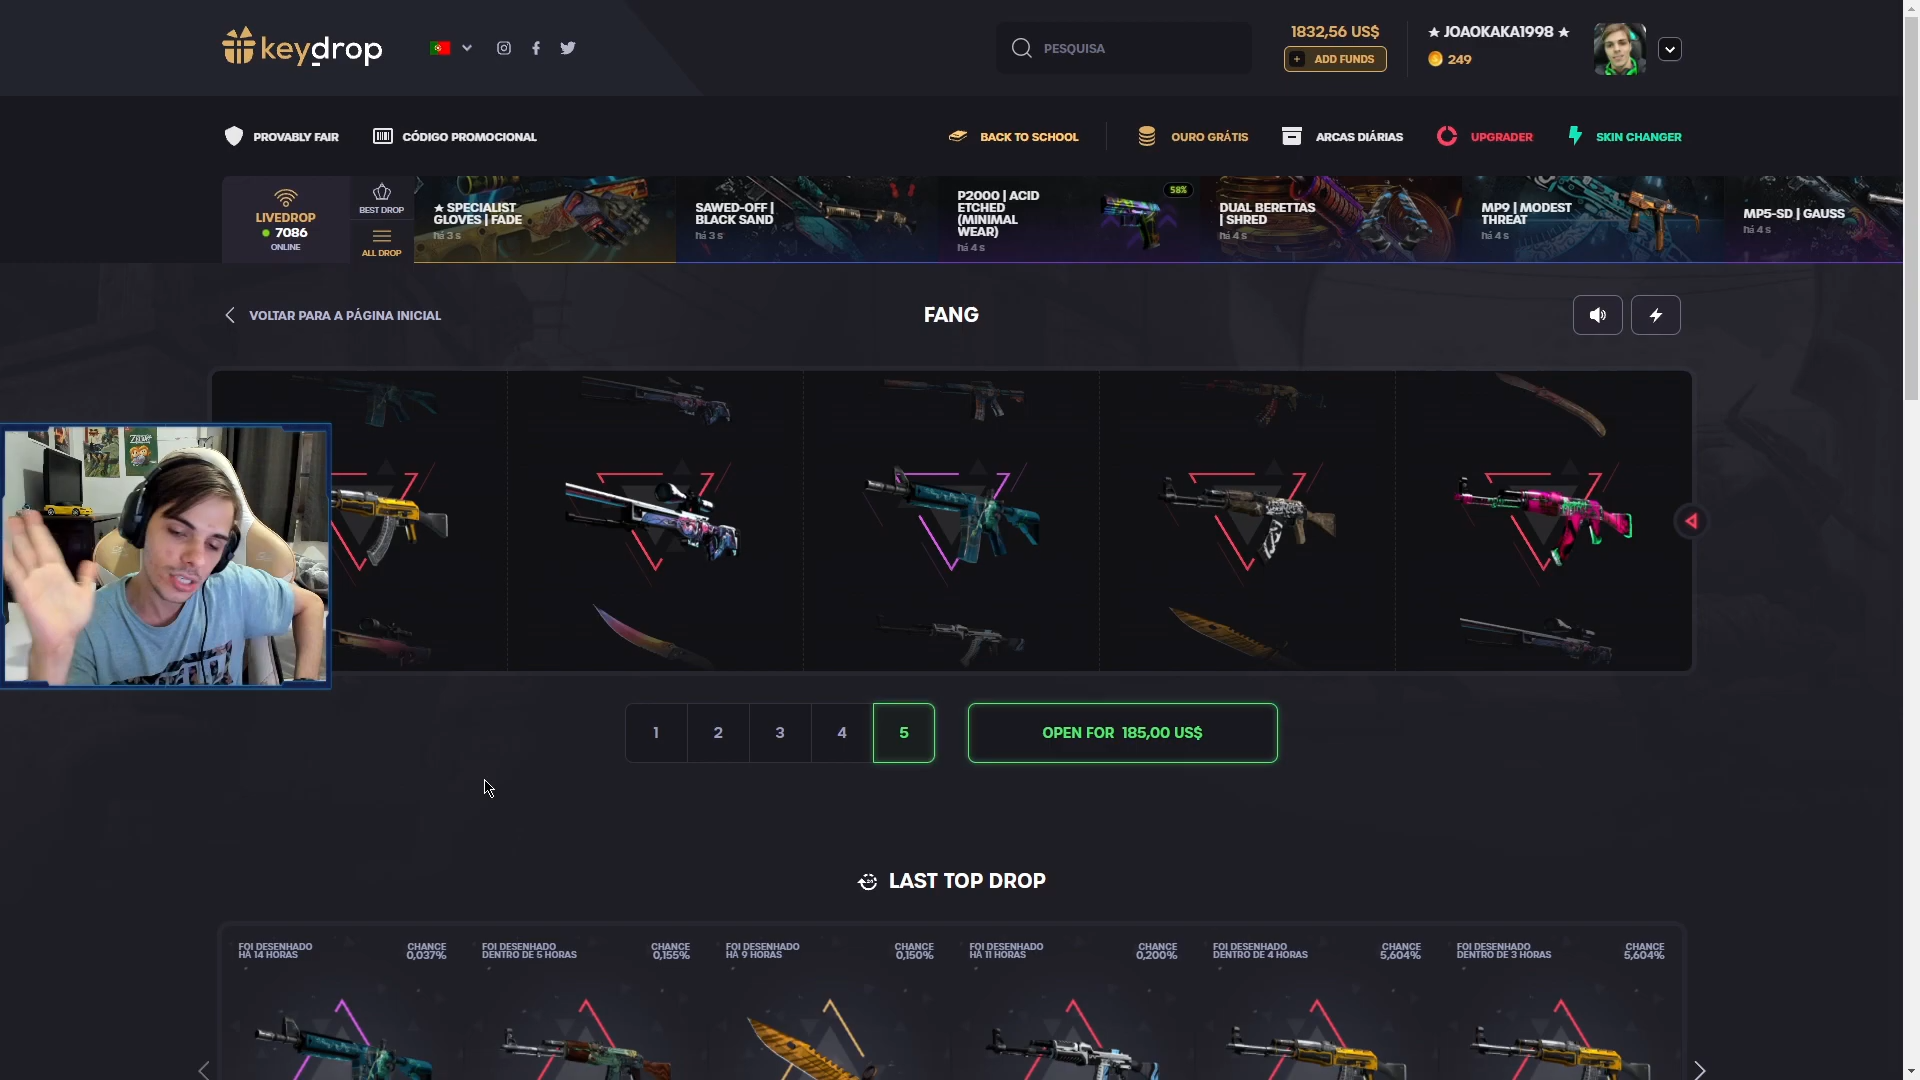 keydrop
PESQUISA
1832,56 US$
+ ADD FUNDS
★ JOAOKAKA1998 ★
249
PROVABLY FAIR
CÓDIGO PROMOCIONAL
BACK TO SCHOOL
OURO GRÁTIS
ARCAS DIÁRIAS
UPGRADER
SKIN CHANGER
LIVEDROP
7086
ONLINE
BEST DROP
ALL DROP
★ SPECIALIST
GLOVES | FADE
há 3 s
SAWED-OFF |
BLACK SAND
há 3 s
P2000 | ACID
ETCHED
(MINIMAL
WEAR)
há 4 s
58%
DUAL BERETTAS
| SHRED
há 4 s
MP9 | MODEST
THREAT
há 4 s
MP5-SD | GAUSS
há 4 s
VOLTAR PARA A PÁGINA INICIAL
FANG
1
2
3
4
5
OPEN FOR 185,00 US$
LAST TOP DROP
FOI DESENHADO
HÁ 14 HORAS
CHANCE
0,037%
FOI DESENHADO
DENTRO DE 5 HORAS
CHANCE
0,155%
FOI DESENHADO
HÁ 9 HORAS
CHANCE
0,150%
FOI DESENHADO
HÁ 11 HORAS
CHANCE
0,200%
FOI DESENHADO
DENTRO DE 4 HORAS
CHANCE
5,604%
FOI DESENHADO
DENTRO DE 3 HORAS
CHANCE
5,604%